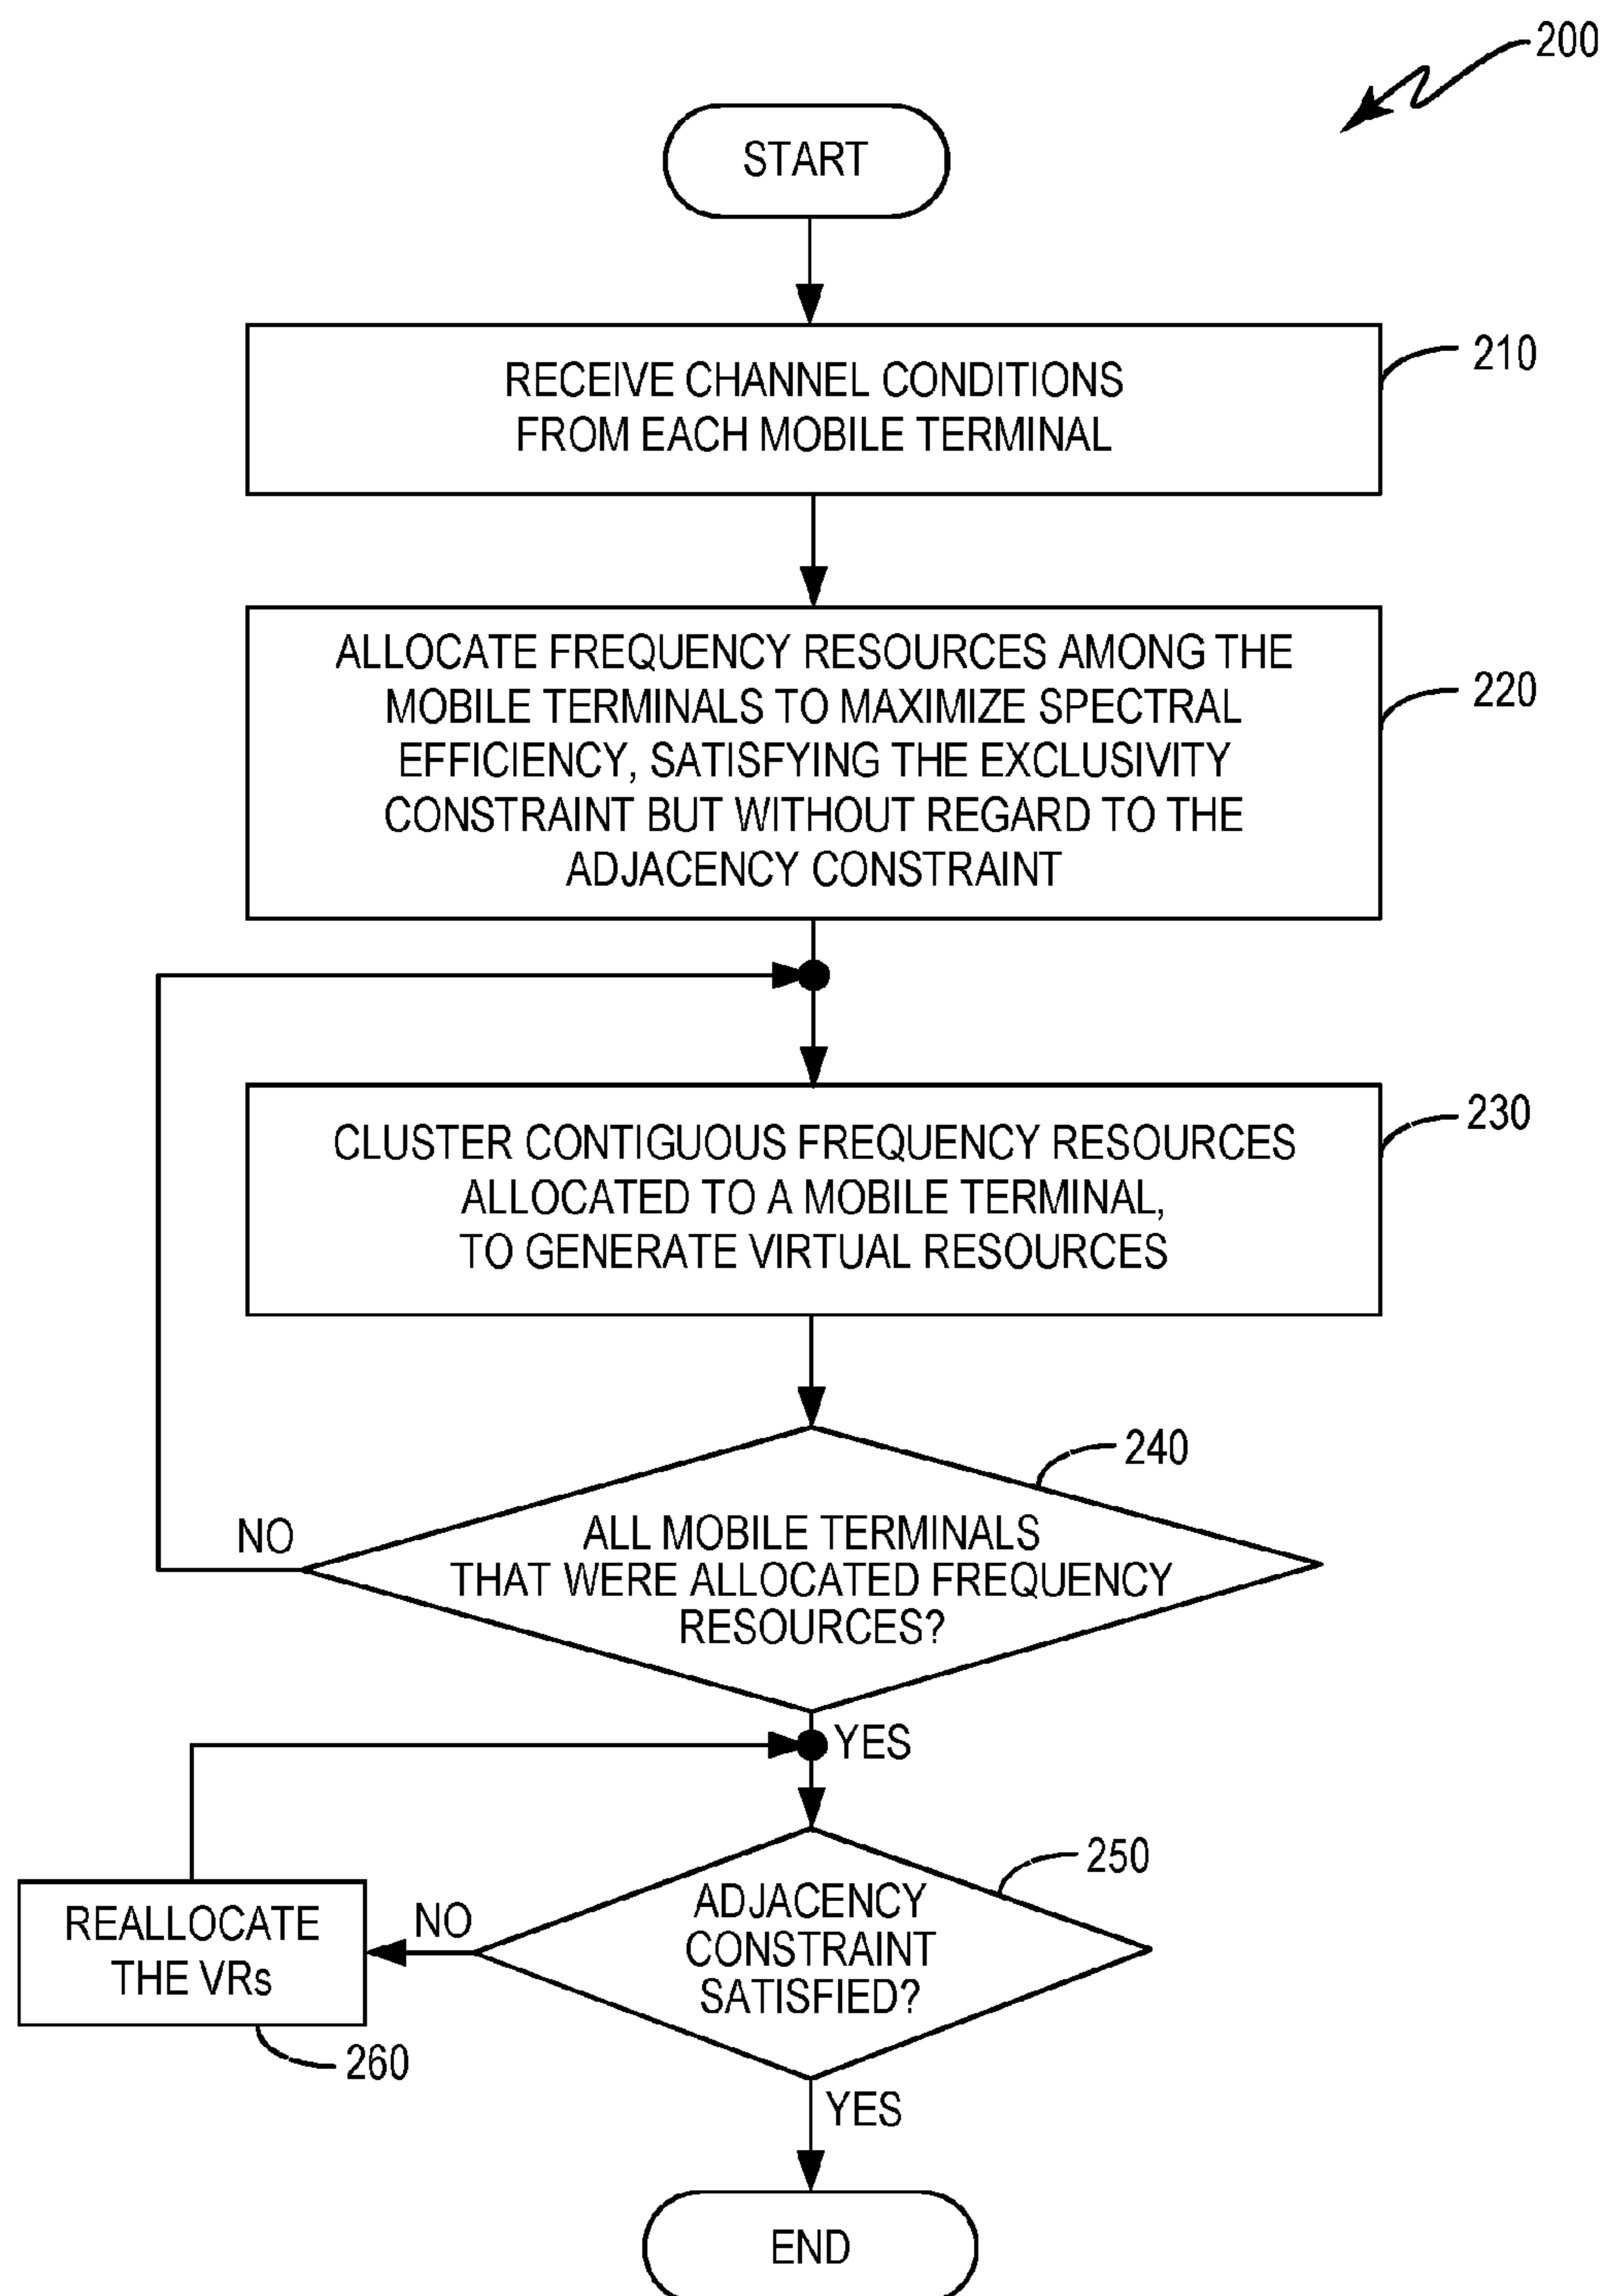 200
START
RECEIVE CHANNEL CONDITIONS
FROM EACH MOBILE TERMINAL
210
ALLOCATE FREQUENCY RESOURCES AMONG THE
MOBILE TERMINALS TO MAXIMIZE SPECTRAL
EFFICIENCY, SATISFYING THE EXCLUSIVITY
CONSTRAINT BUT WITHOUT REGARD TO THE
ADJACENCY CONSTRAINT
220
CLUSTER CONTIGUOUS FREQUENCY RESOURCES
ALLOCATED TO A MOBILE TERMINAL,
TO GENERATE VIRTUAL RESOURCES
230
240
NO
ALL MOBILE TERMINALS
THAT WERE ALLOCATED FREQUENCY
RESOURCES?
YES
250
ADJACENCY
CONSTRAINT
SATISFIED?
NO
REALLOCATE
THE VRs
260
YES
END